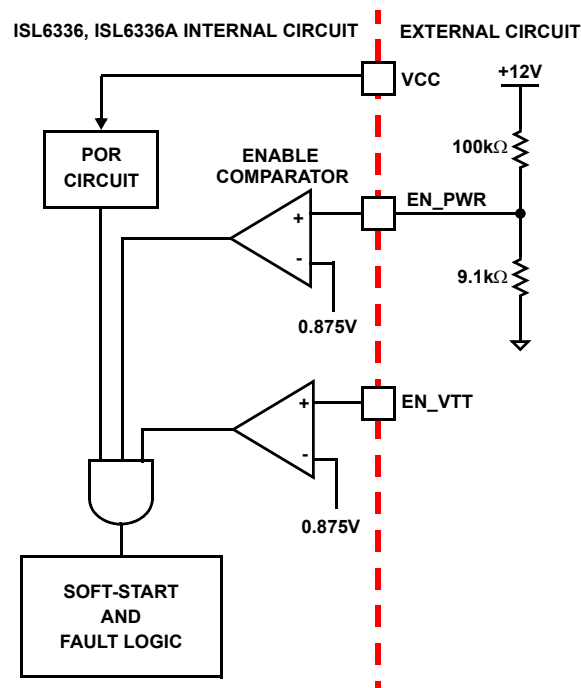 ISL6336, ISL6336A INTERNAL CIRCUIT
EXTERNAL CIRCUIT
VCC
+12V
POR
CIRCUIT
ENABLE
COMPARATOR
100kΩ
+
-
EN_PWR
9.1kΩ
0.875V
+
-
EN_VTT
0.875V
SOFT-START
AND
FAULT LOGIC